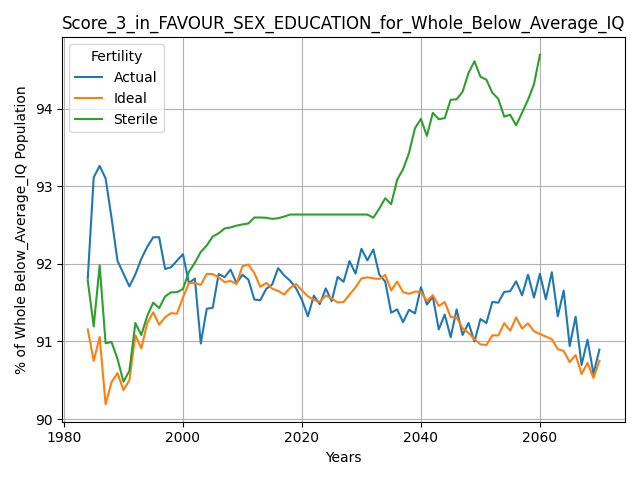 Score_3_in_FAVOUR_SEX_EDUCATION_for_Whole_Below_Average_IQ
Fertility
Actual
Ideal
Sterile
% of Whole Below_Average_IQ Population
94
93
92
91
90
1980
2000
2020
2040
2060
Years